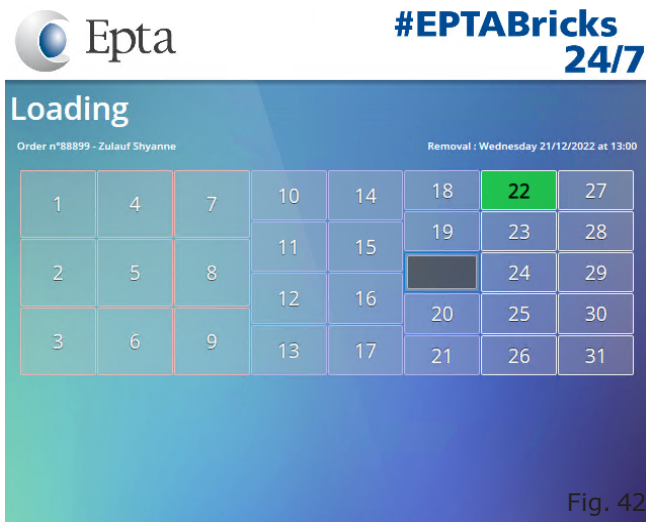 Epta
#EPTABricks
24/7
Loading
Order n°88899 - Zulauf Shyanne
Removal : Wednesday 21/12/2022 at 13:00
1 4 7 10 14 18 22 27
11 15 19 23 28
2 5 8 24 29
12 16 20 25 30
3 6 9 13 17 21 26 31
Fig. 42